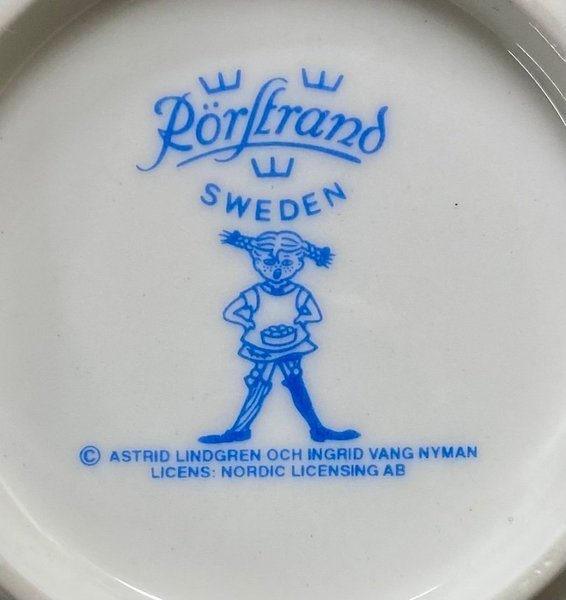 Rörstrand
SWEDEN
© ASTRID LINDGREN OCH INGRID VANG NYMAN
LICENS: NORDIC LICENSING AB